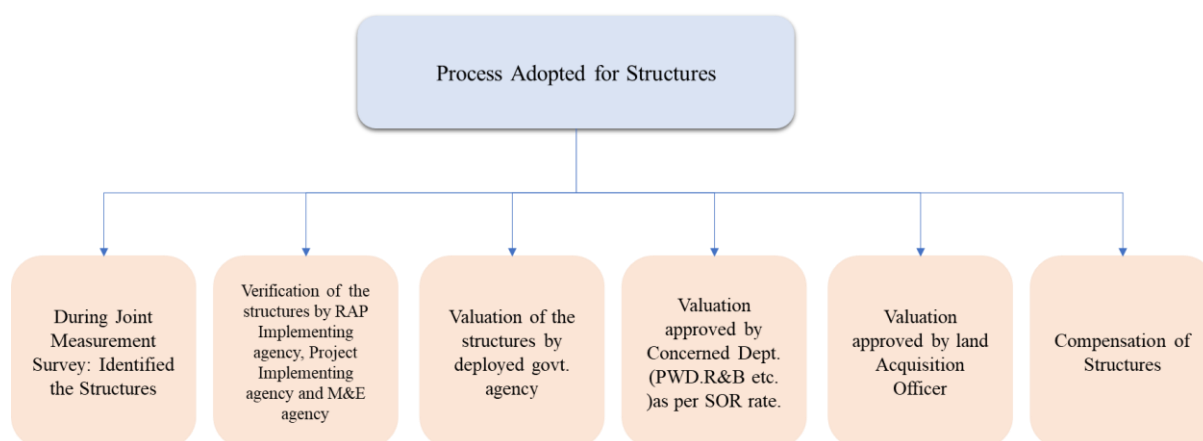 Process Adopted for Structures
During Joint
Measurement
Survey: Identified
the Structures
Verification of the
structures by RAP
Implementing
agency, Project
Implementing
agency and M&E
agency
Valuation of the
structures by
deployed govt.
agency
Valuation
approved by
Concerned Dept.
(PWD.R&B etc.
)as per SOR rate.
Valuation
approved by land
Acquisition
Officer
Compensation of
Structures